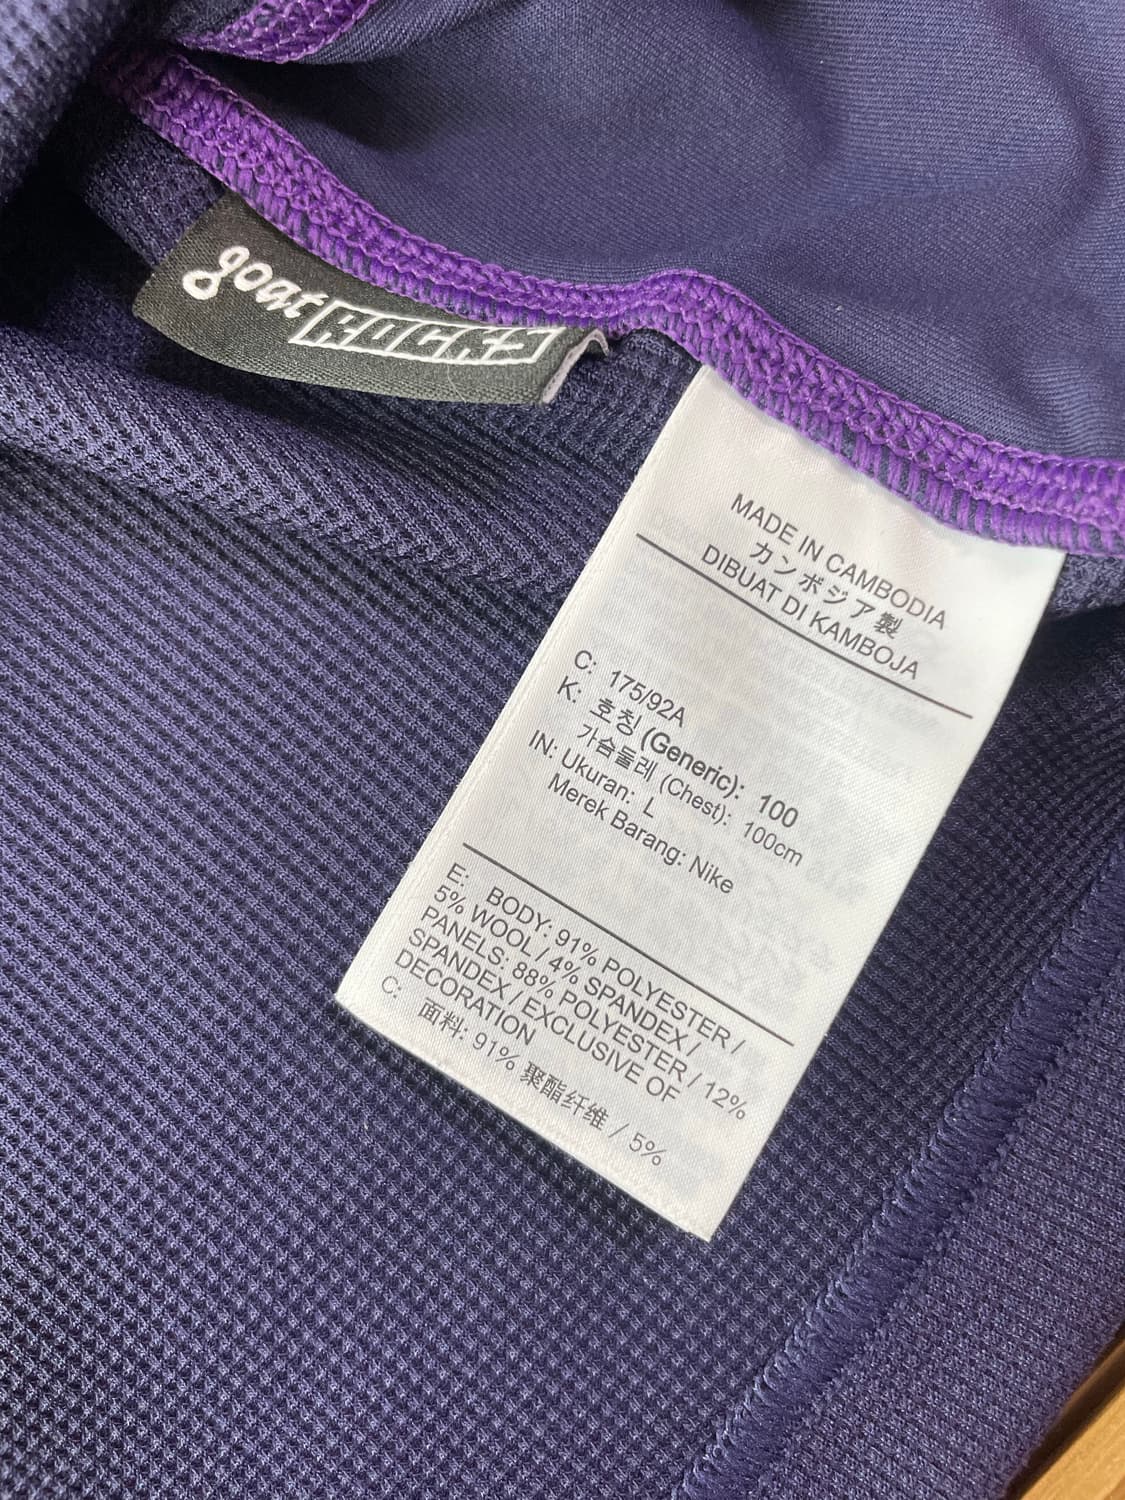 goat
MADE IN CAMBODIA
カンボジア製
DIBUAT DI KAMBOJA
C: 175/92A
K: 호칭 (Generic): 100
가슴둘레 (Chest): 100cm
IN: Ukuran: L
Merek Barang: Nike
E: BODY: 91% POLYESTER /
5% WOOL / 4% SPANDEX /
PANELS: 88% POLYESTER / 12%
SPANDEX / EXCLUSIVE OF
DECORATION
C: 面料: 91% 聚酯纤维 / 5%